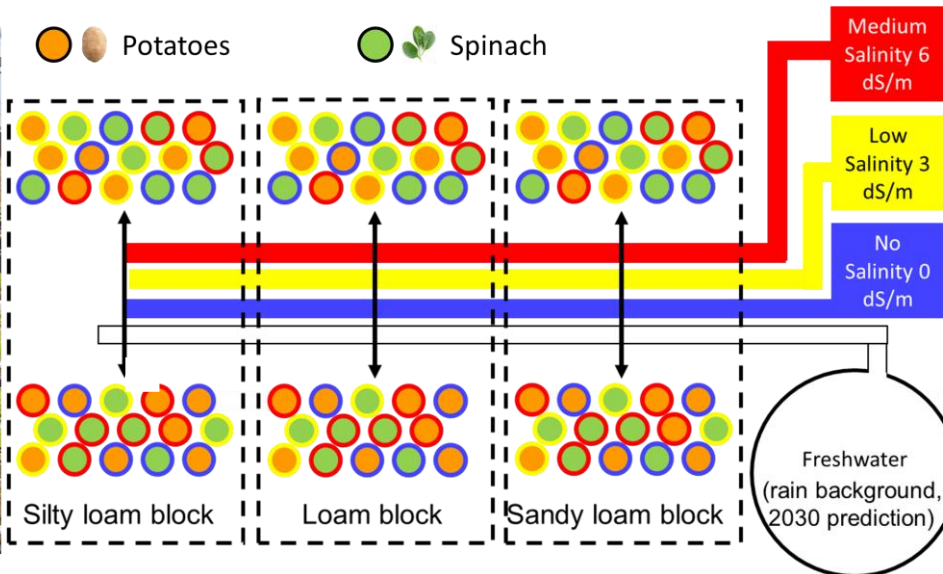 Potatoes
Spinach
Medium
Salinity 6
dS/m
Low
Salinity 3
dS/m
No
Salinity 0
dS/m
Silty loam block
Loam block
Sandy loam block
Freshwater
(rain background,
2030 prediction)